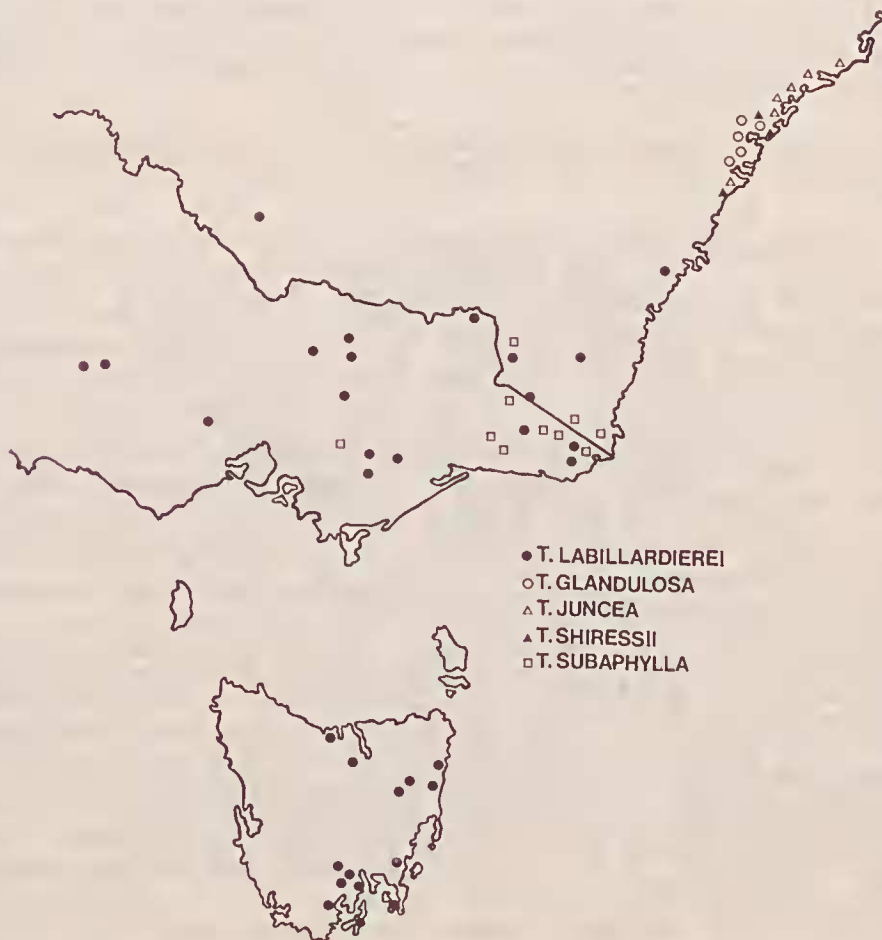 T. LABILLARDIEREI
T. GLANDULOSA
T. JUNCEA
T. SHIRESSII
T. SUBAPHYLLA